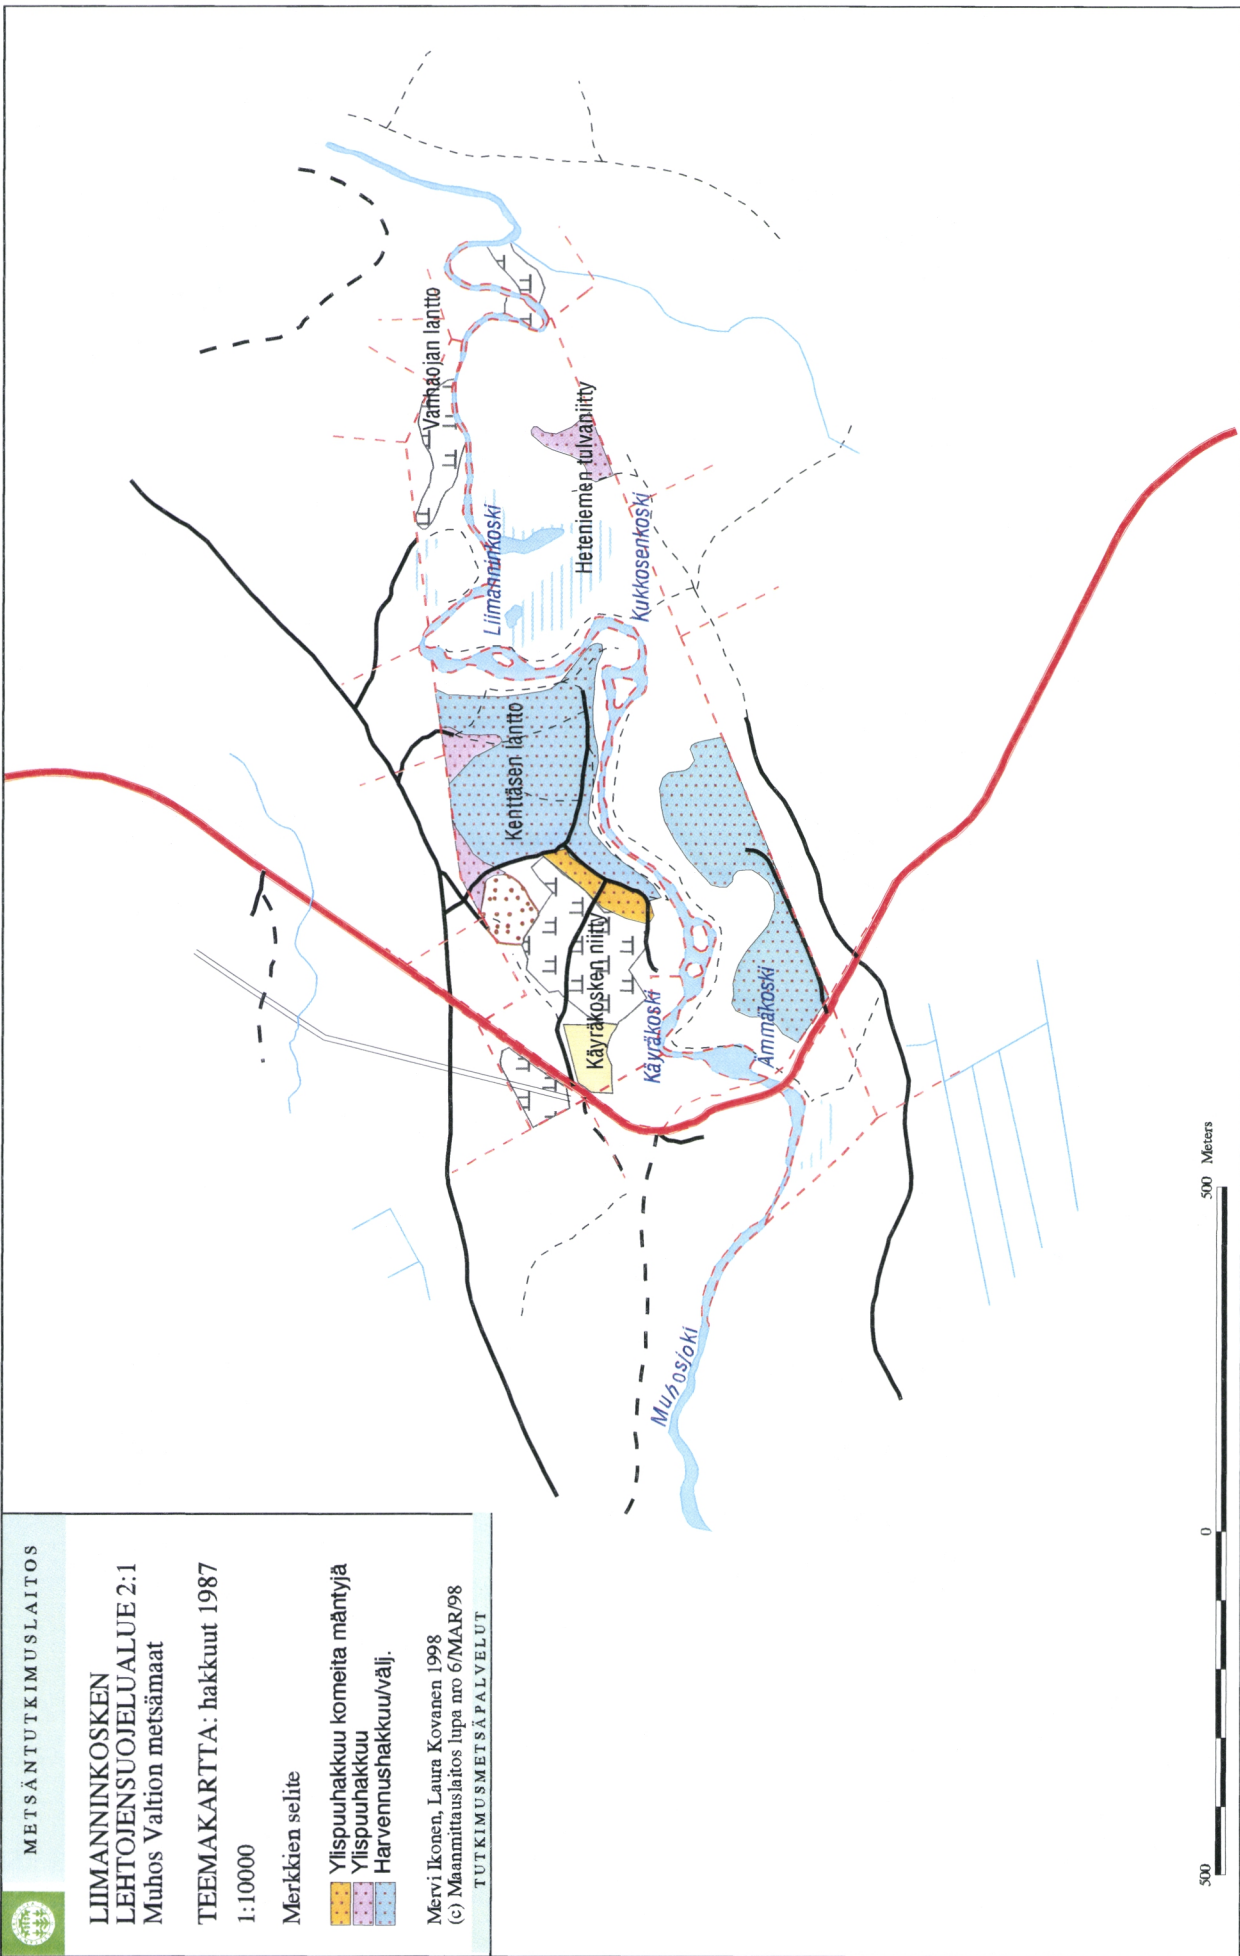 METSÄNTUTKIMUSLAITOS
LIIMANNINKOSKEN
LEHTOJENSUOJELUALUE 2:1
Muhos Valtion metsämaat
TEEMAKARTTA: hakkuut 1987
1:10000
Merkkien selite
Ylispuuhakkuu komeita mäntyjä
Ylispuuhakkuu
Harvennushakkuu/välj.
Mervi Ikonen, Laura Kovanen 1998
(c) Maanmittauslaitos lupa nro 6/MAR/98
TUTKIMUSMETSÄPALVELUT
Vanhaojan lantto
Liimanninkoski
Heteniemen tulvaniitty
Kukkosenkoski
Kenttäsen lantto
Käyräkosken niitty
Käyräkoski
Ämmäkoski
Muhosjoki
500 0 500 Meters